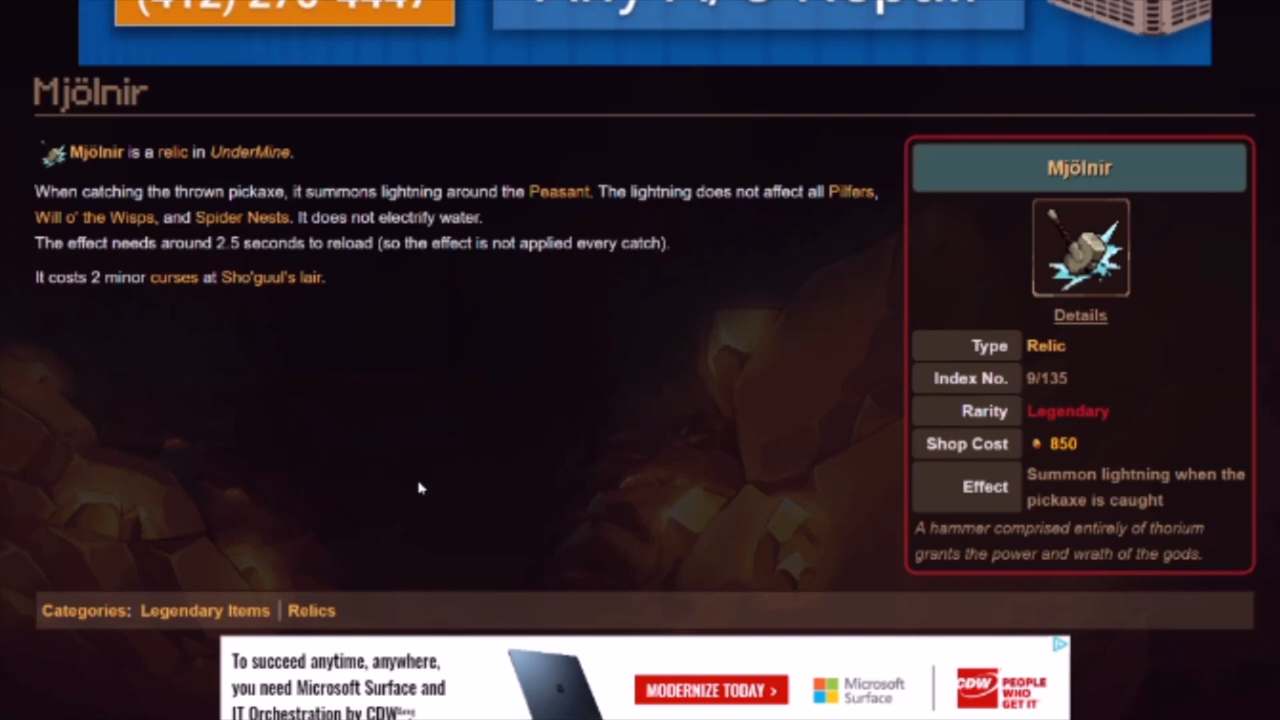 Mjölnir
Mjölnir is a relic in UnderMine.
When catching the thrown pickaxe, it summons lightning around the Peasant. The lightning does not affect all Pilfers,
Will o' the Wisps, and Spider Nests. It does not electrify water.
The effect needs around 2.5 seconds to reload (so the effect is not applied every catch).
It costs 2 minor curses at Sho'guul's lair.
Mjölnir
Details
Type Relic
Index No. 9/135
Rarity Legendary
Shop Cost 850
Effect Summon lightning when the
pickaxe is caught
A hammer comprised entirely of thorium
grants the power and wrath of the gods.
Categories: Legendary Items | Relics
To succeed anytime, anywhere,
you need Microsoft Surface and
IT Orchestration by CDW
MODERNIZE TODAY >
Microsoft
Surface
CDW
PEOPLE
WHO
GET IT